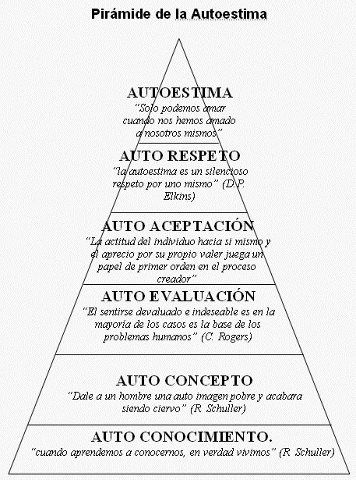 Pirámide de la Autoestima
AUTOESTIMA
"Solo podemos amar
cuando nos hemos amado
a nosotros mismos"
AUTO RESPETO
"la autoestima es un silencioso
respeto por uno mismo" (D.P.
Elkins)
AUTO ACEPTACIÓN
"La actitud del individuo hacia si mismo y
el aprecio por su propio valer juega un
papel de primer orden en el proceso
creador"
AUTO EVALUACIÓN
"El sentirse devaluado e indeseable es en la
mayoria de los casos es la base de los
problemas humanos" (C. Rogers)
AUTO CONCEPTO
"Dale a un hombre una auto imagen pobre y acabara
siendo ciervo" (R. Schuller)
AUTO CONOCIMIENTO.
"cuando aprendemos a conocernos, en verdad vivimos" (R. Schuller)